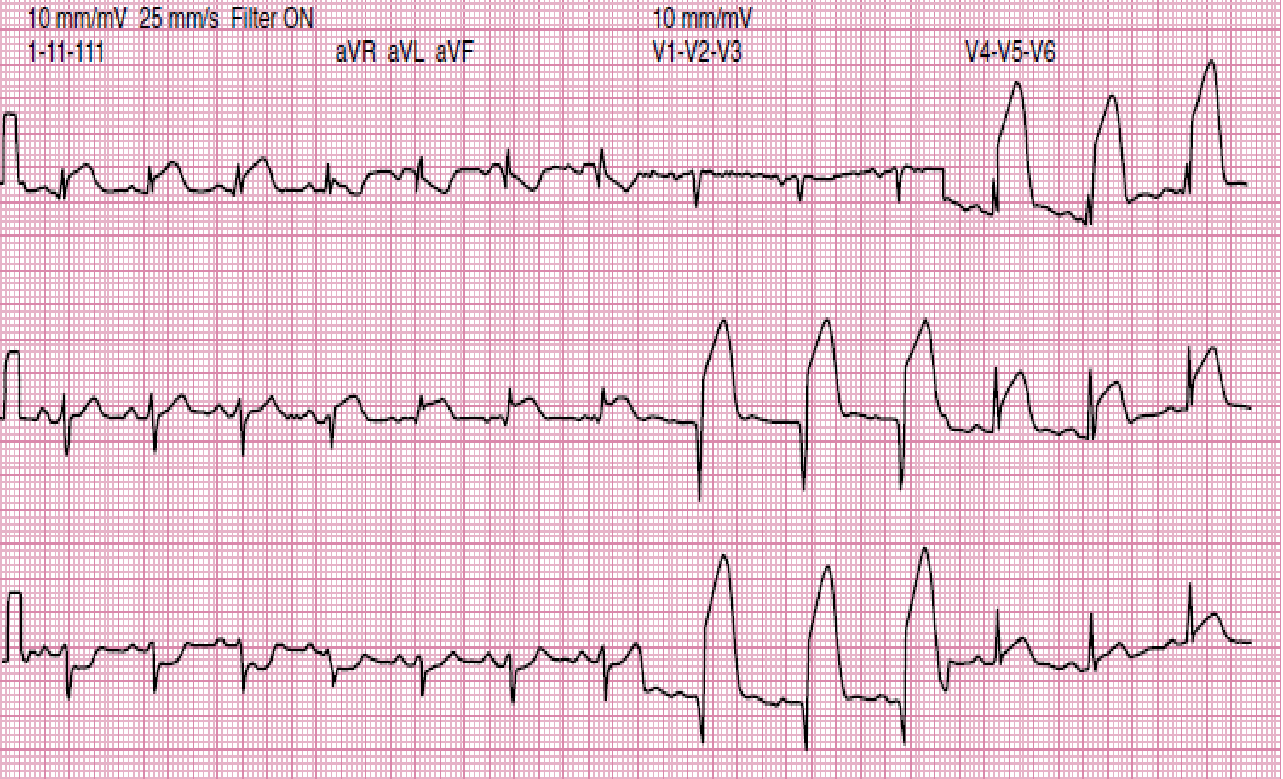 10 mm/mV 25 mm/s Filter ON 10 mm/mV
1-11-111 aVR aVL aVF V1-V2-V3 V4-V5-V6